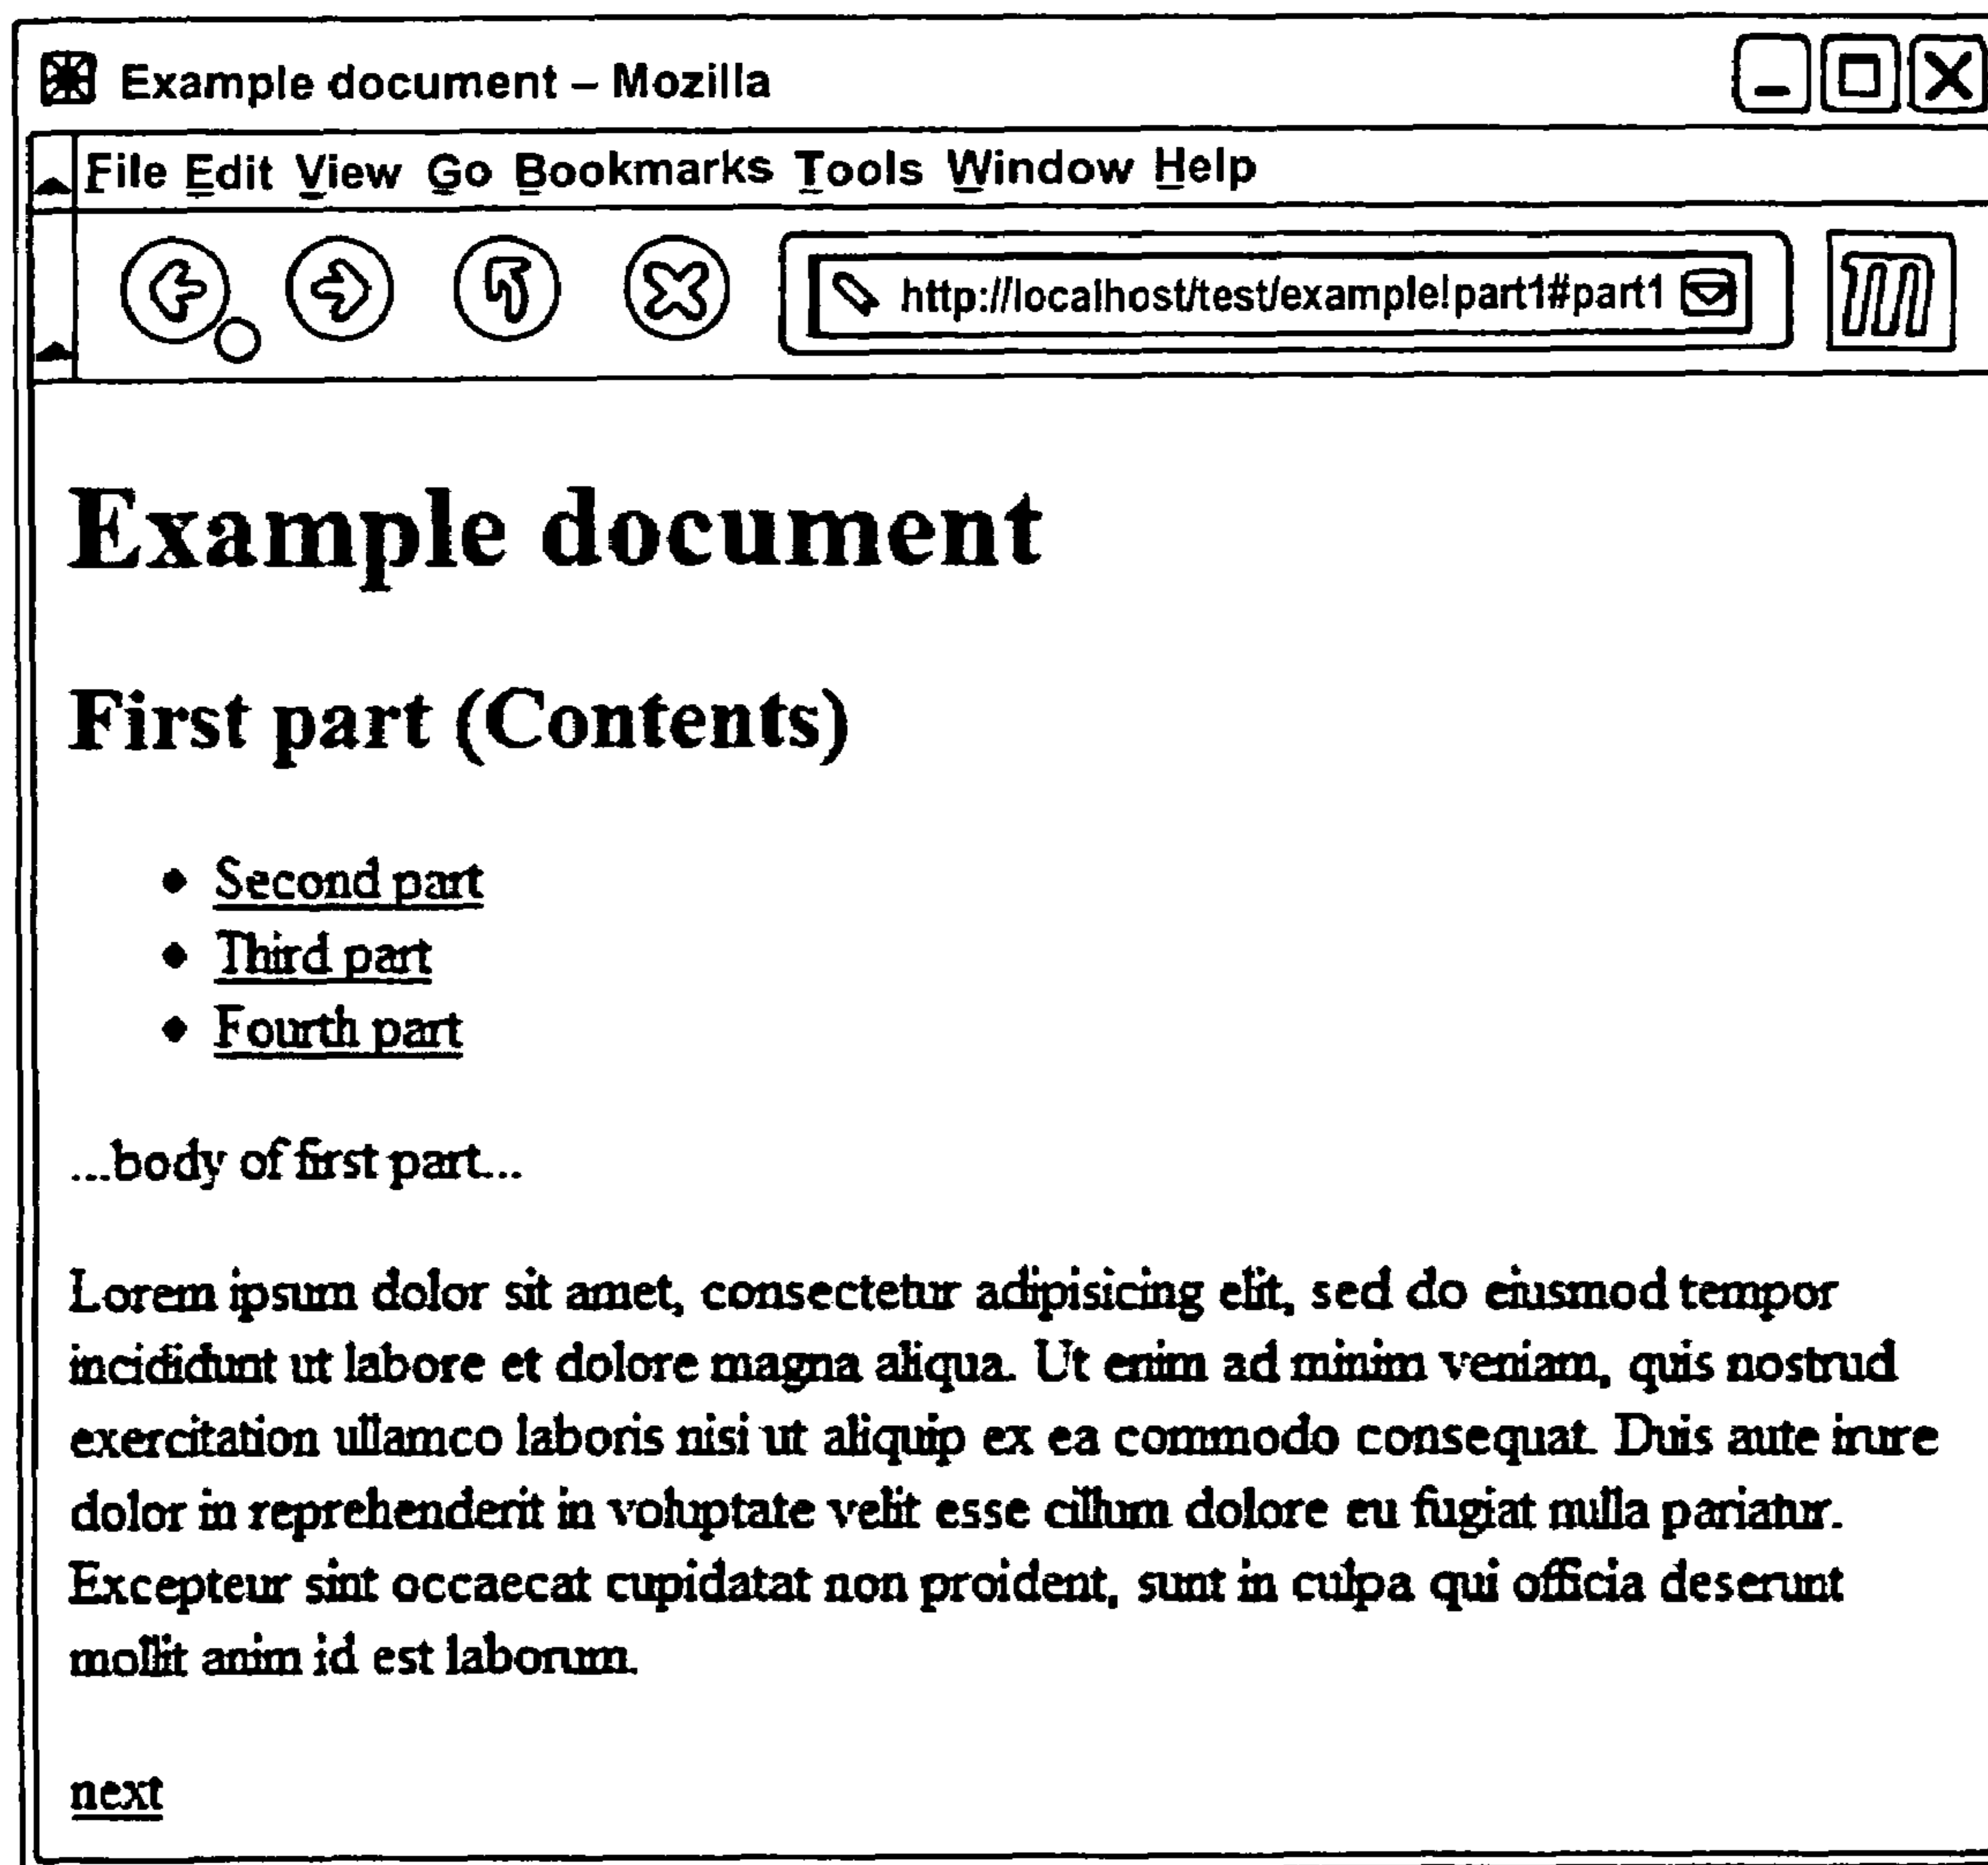 Example document – Mozilla
File Edit View Go Bookmarks Tools Window Help
http://localhost/test/example!part1#part1
m
Example document
First part (Contents)
• Second part
• Third part
• Fourth part
...body of first part...
Lorem ipsum dolor sit amet, consectetur adipisicing elit, sed do eiusmod tempor
incididunt ut labore et dolore magna aliqua. Ut enim ad minim veniam, quis nostrud
exercitation ullamco laboris nisi ut aliquip ex ea commodo consequat. Duis aute irure
dolor in reprehenderit in voluptate velit esse cillum dolore eu fugiat nulla pariatur.
Excepteur sint occaecat cupidatat non proident, sunt in culpa qui officia deserunt
mollit anim id est laborum.
next